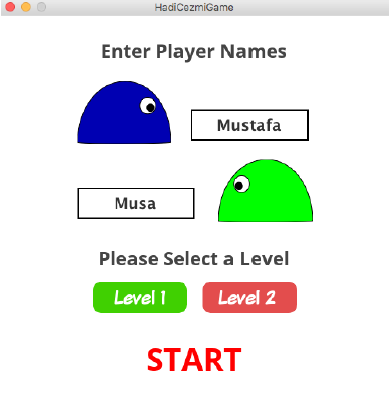 HadiCezmiGame
Enter Player Names
Mustafa
Musa
Please Select a Level
Level 1 Level 2
START